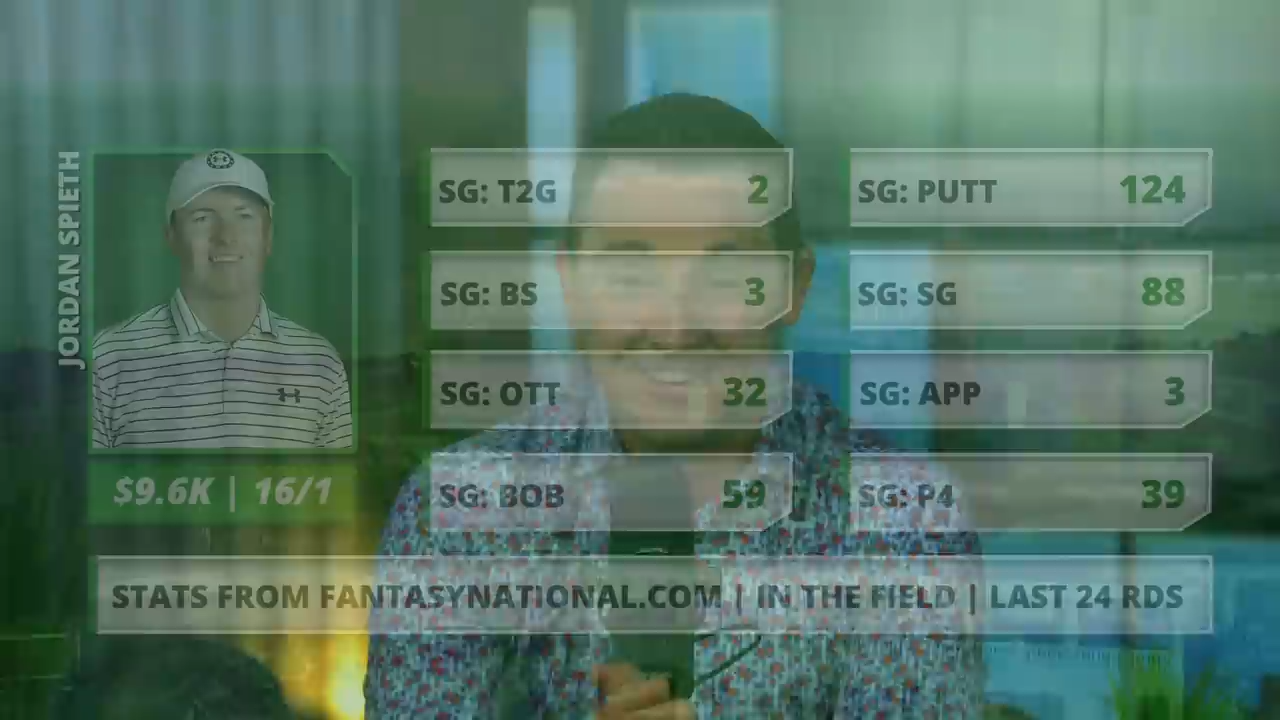 JORDAN SPIETH
SG: T2G 2
SG: PUTT 124
SG: BS 3
SG: SG 88
SG: OTT 32
SG: APP 3
SG: BOB 59
SG: P4 39
$9.6K | 16/1
STATS FROM FANTASYNATIONAL.COM | IN THE FIELD | LAST 24 RDS